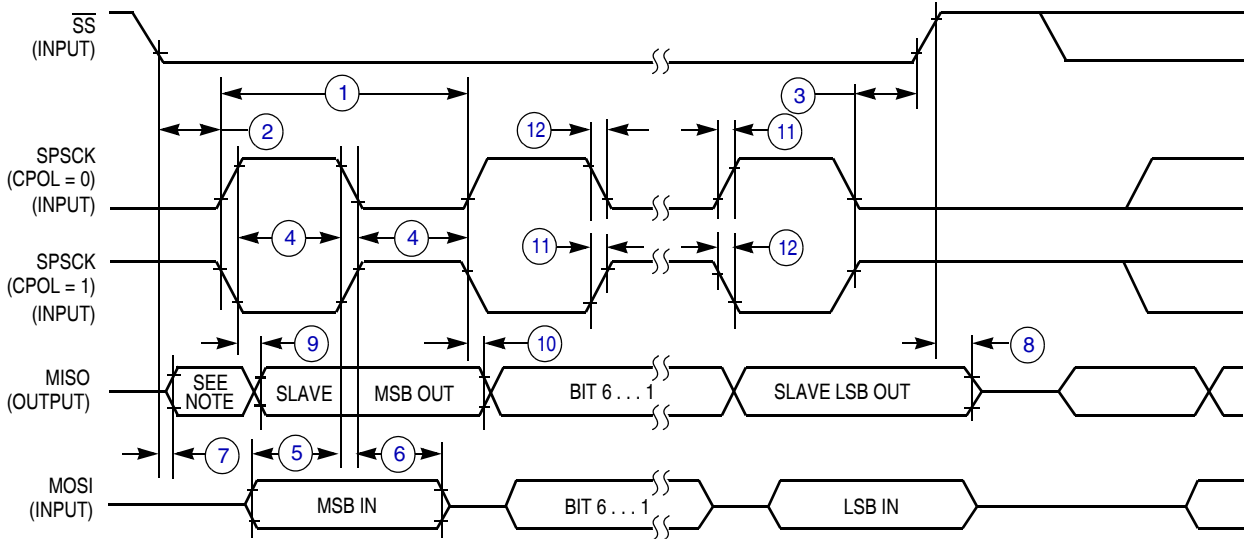 SS
(INPUT)
1
3
2
12
11
SPSCK
(CPOL = 0)
(INPUT)
4
4
11
12
SPSCK
(CPOL = 1)
(INPUT)
9
10
8
MISO
(OUTPUT)
SEE
NOTE
SLAVE
MSB OUT
BIT 6 . . . 1
SLAVE LSB OUT
7
5
6
MOSI
(INPUT)
MSB IN
BIT 6 . . . 1
LSB IN